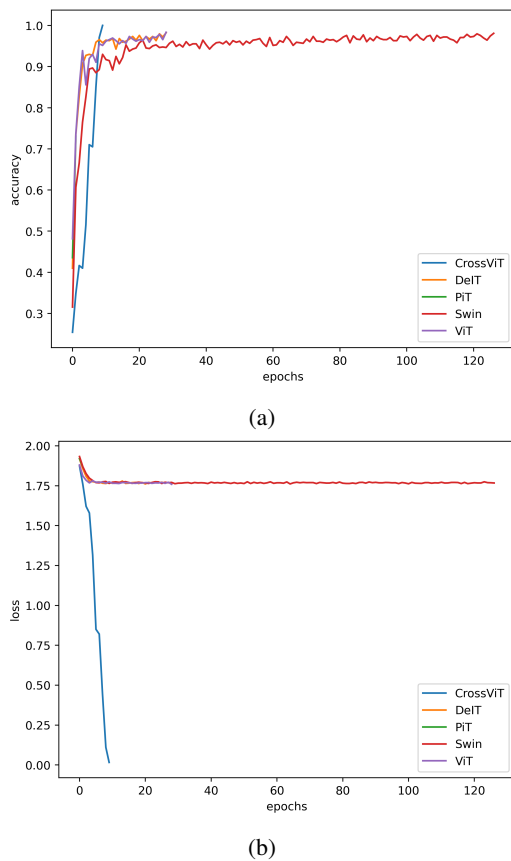 1.0
0.9
0.8
0.7
0.6
0.5
0.4
0.3
accuracy
CrossViT
DeIT
PiT
Swin
ViT
0 20 40 60 80 100 120
epochs
(a)
2.00
1.75
1.50
1.25
1.00
0.75
0.50
0.25
0.00
loss
CrossViT
DeIT
PiT
Swin
ViT
0 20 40 60 80 100 120
epochs
(b)